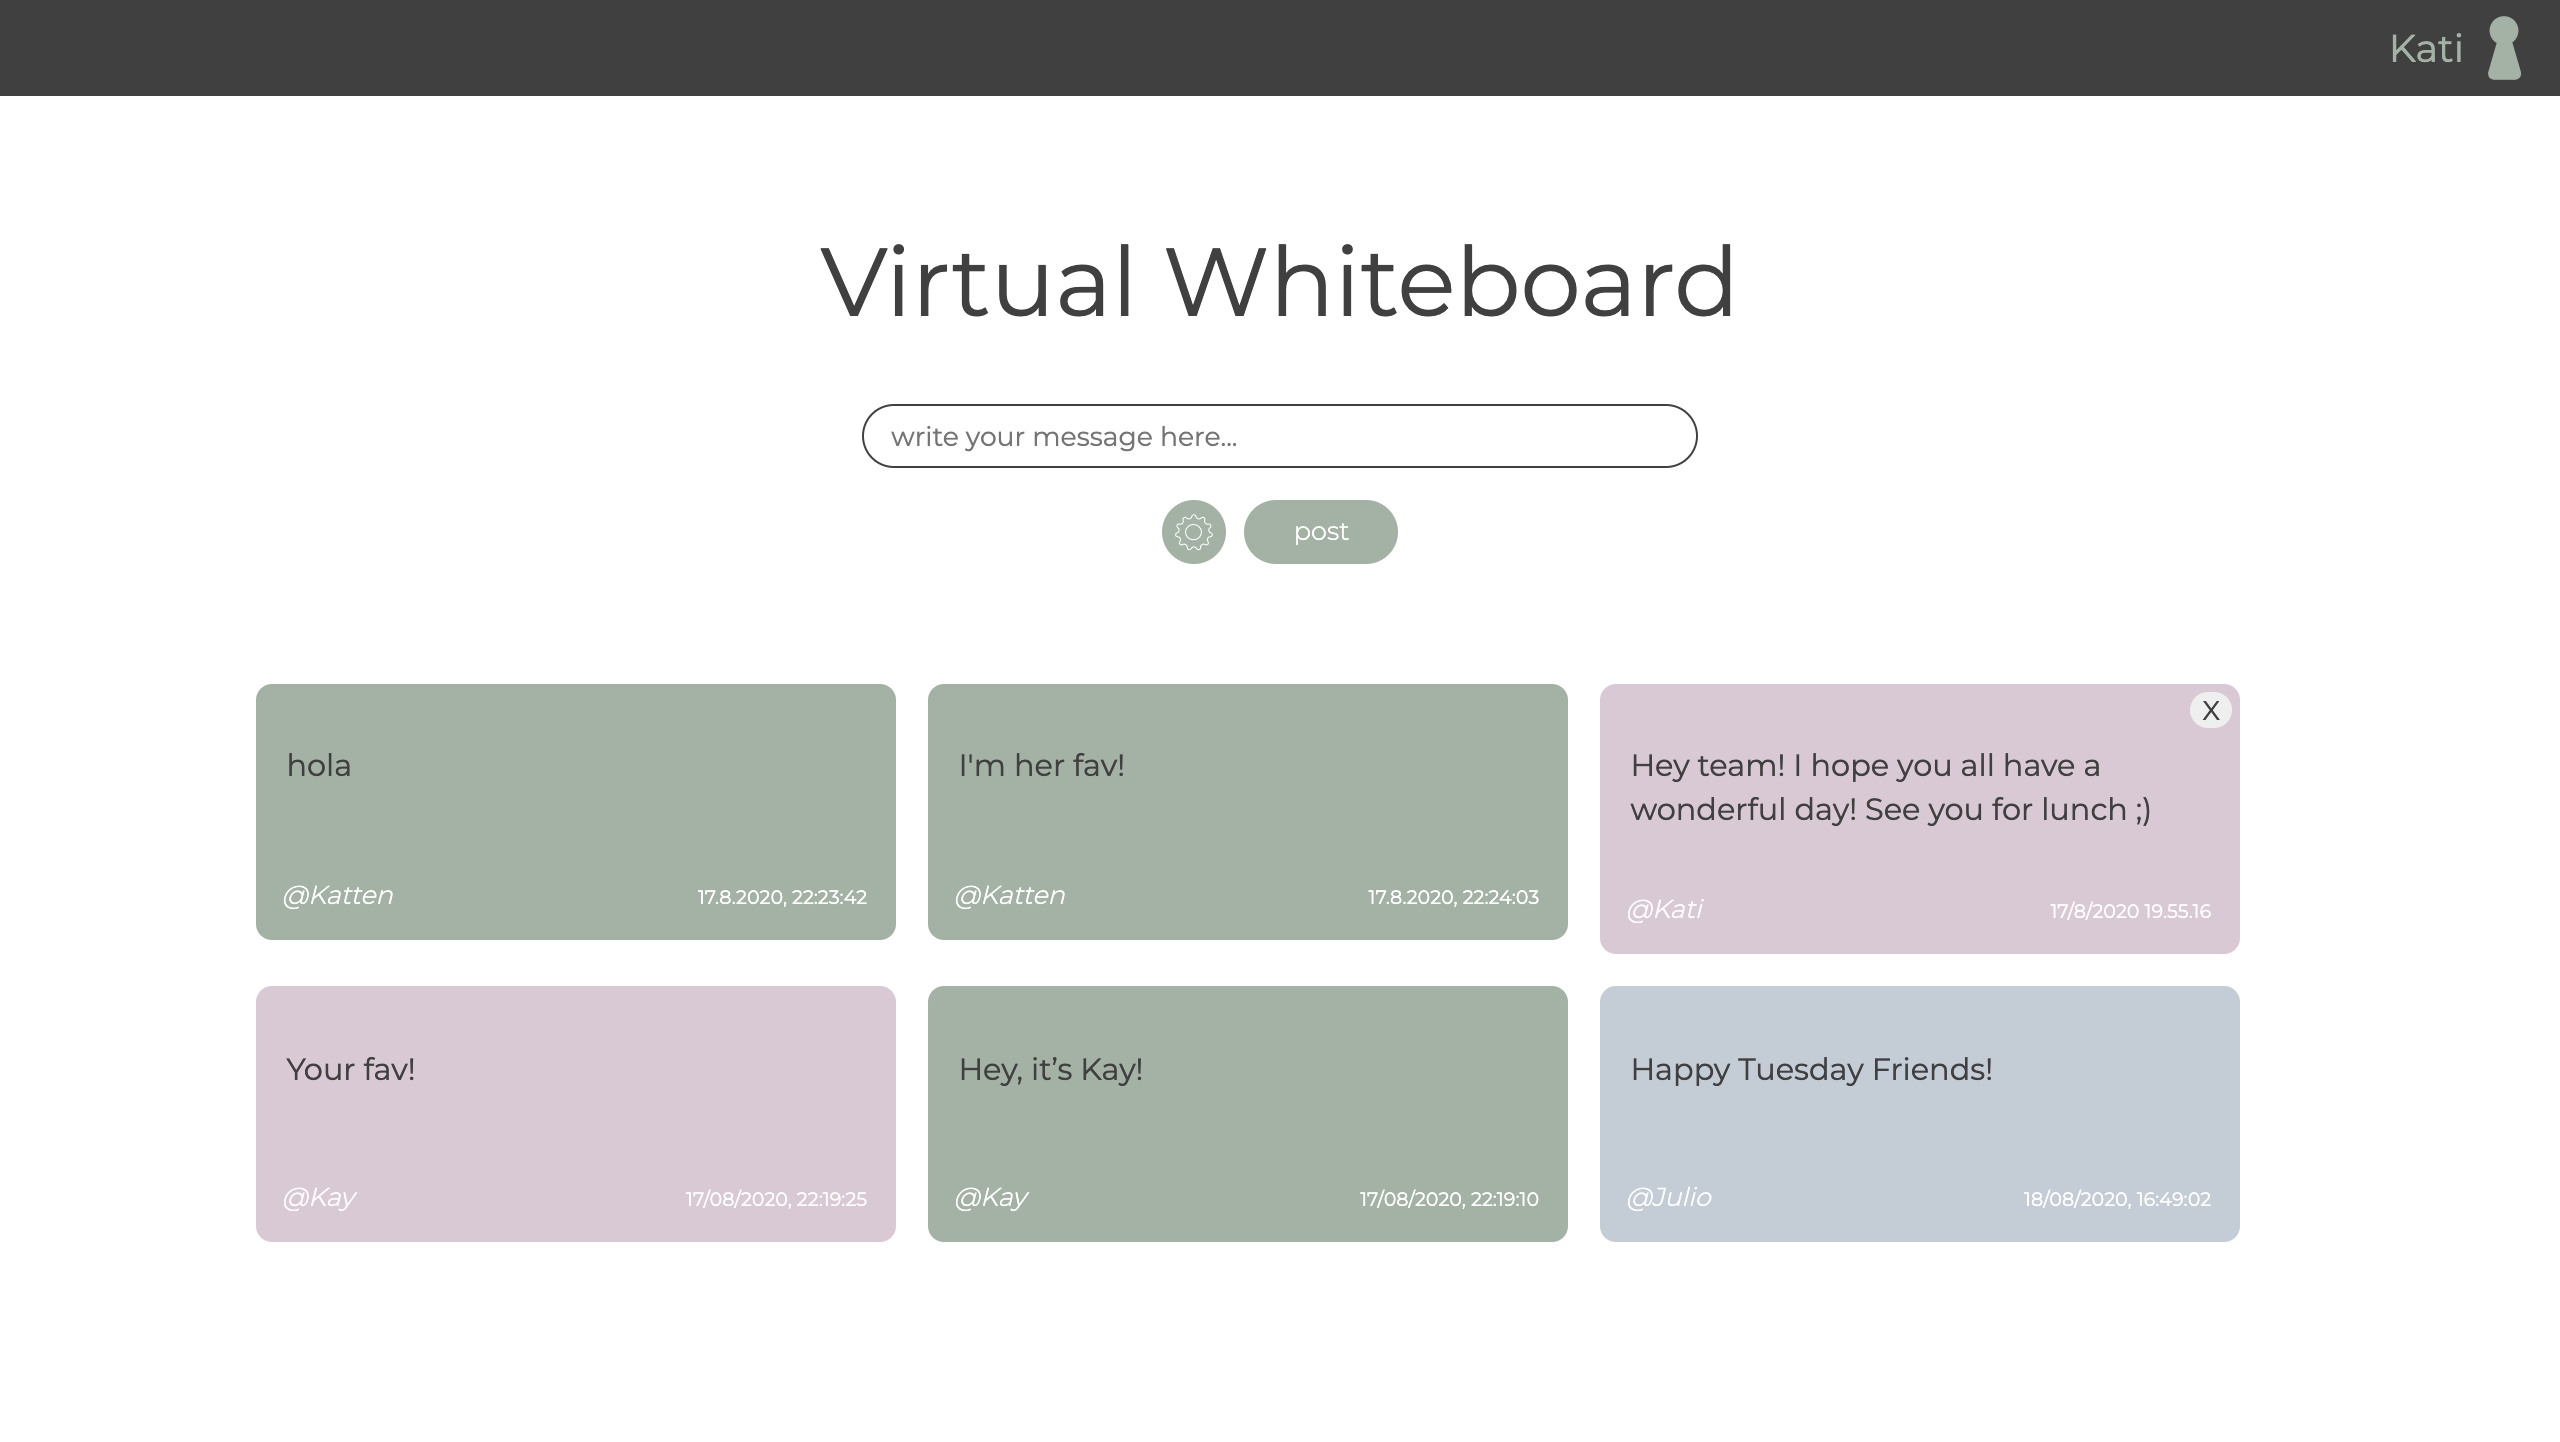 Kati
Virtual Whiteboard
write your message here...
post
hola
@Katten
17.8.2020, 22:23:42
I'm her fav!
@Katten
17.8.2020, 22:24:03
X
Hey team! I hope you all have a
wonderful day! See you for lunch ;)
@Kati
17/8/2020 19.55.16
Your fav!
@Kay
17/08/2020, 22:19:25
Hey, it’s Kay!
@Kay
17/08/2020, 22:19:10
Happy Tuesday Friends!
@Julio
18/08/2020, 16:49:02